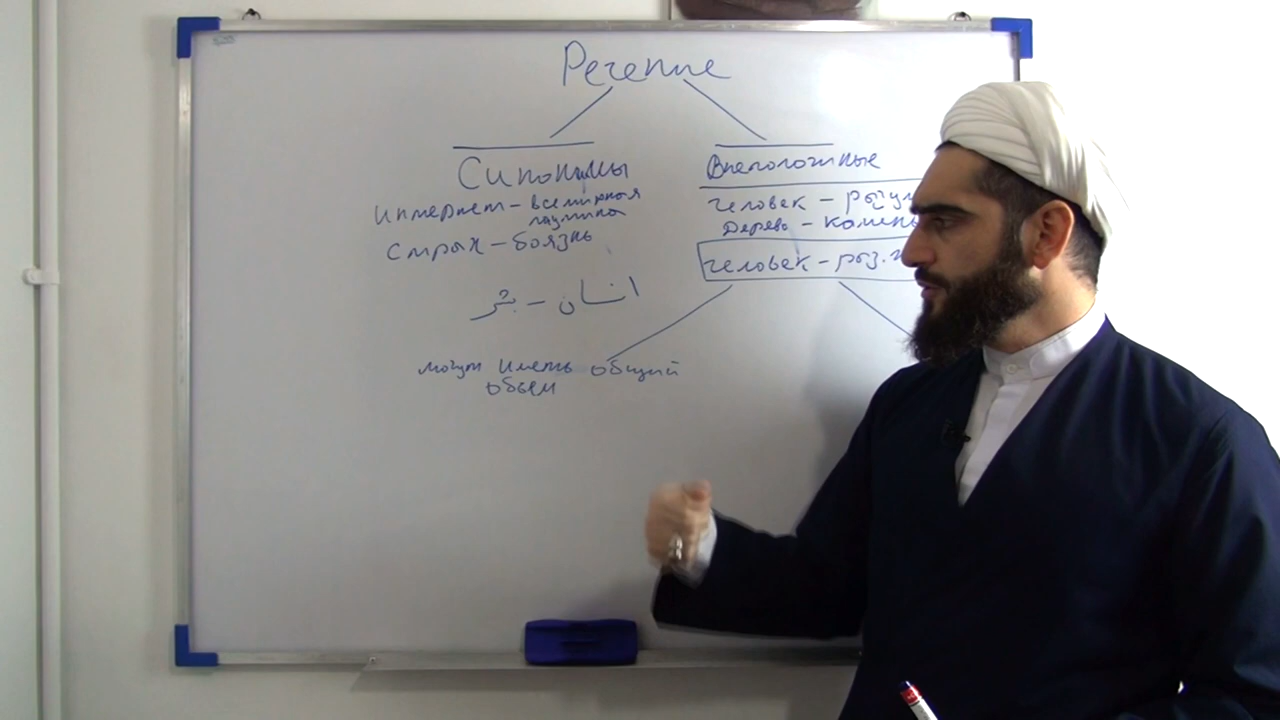 Речение
Синонимы
Интернет – всемирная
паутина
Страх – боязнь
انسان – بشر
Внеположные
человек – разум
Дерево – камень
человек – раз.
могут иметь общий
объем